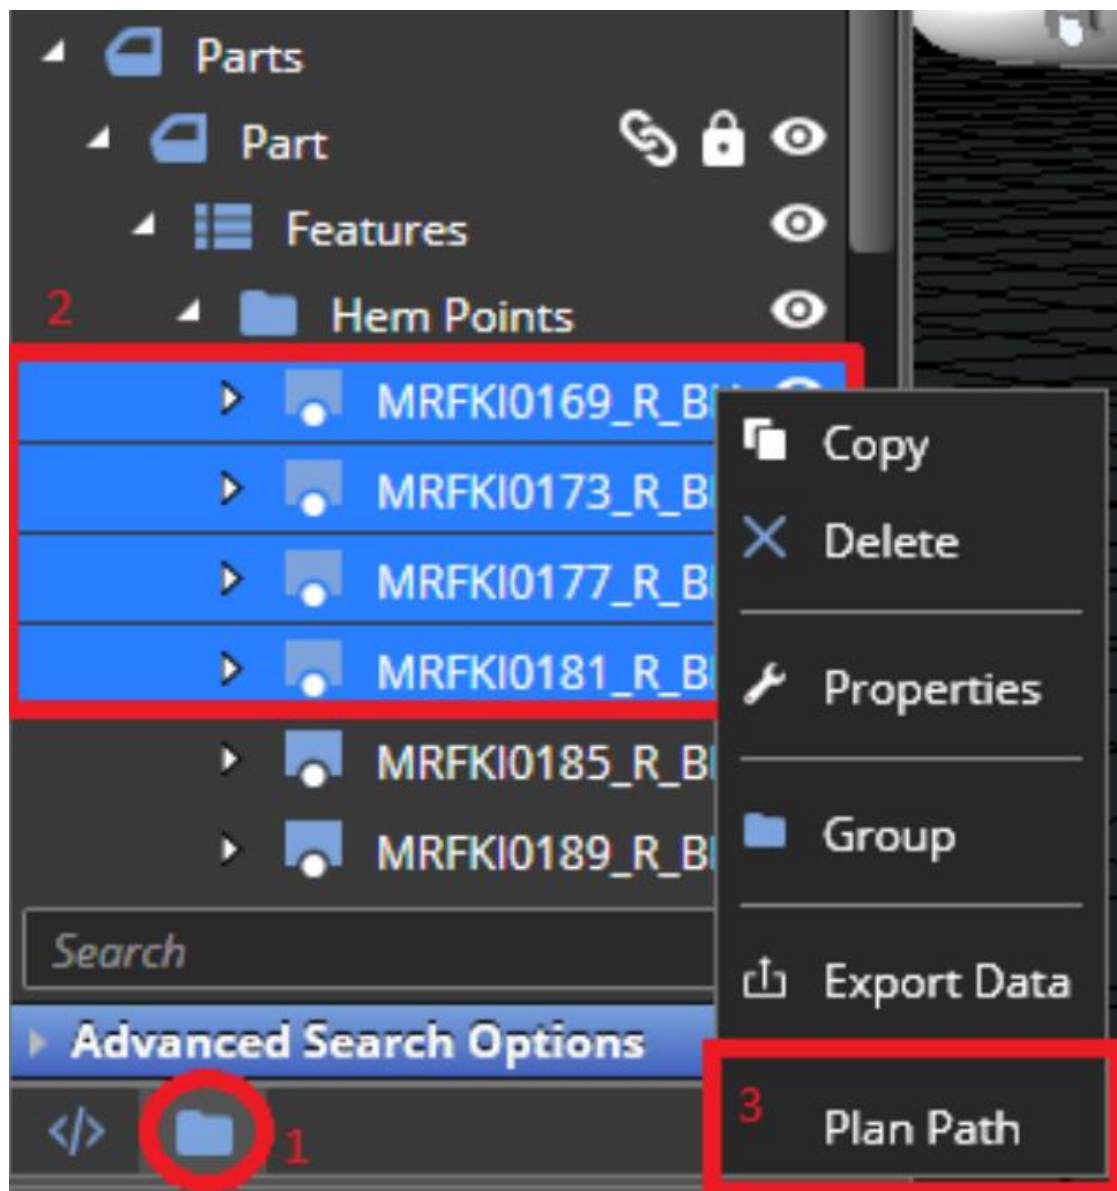 Parts
Part
Features
2
Hem Points
MRFKI0169_R_B
MRFKI0173_R_B
MRFKI0177_R_B
MRFKI0181_R_B
MRFKI0185_R_B
MRFKI0189_R_B
Copy
Delete
Properties
Group
Export Data
3 Plan Path
Search
Advanced Search Options
</> 1